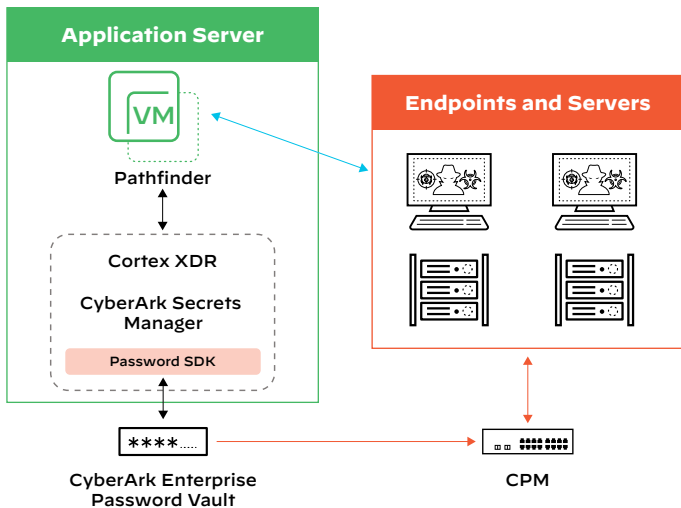 Application Server
VM
Pathfinder
Cortex XDR
CyberArk Secrets
Manager
Password SDK
****.....
CyberArk Enterprise
Password Vault
Endpoints and Servers
CPM